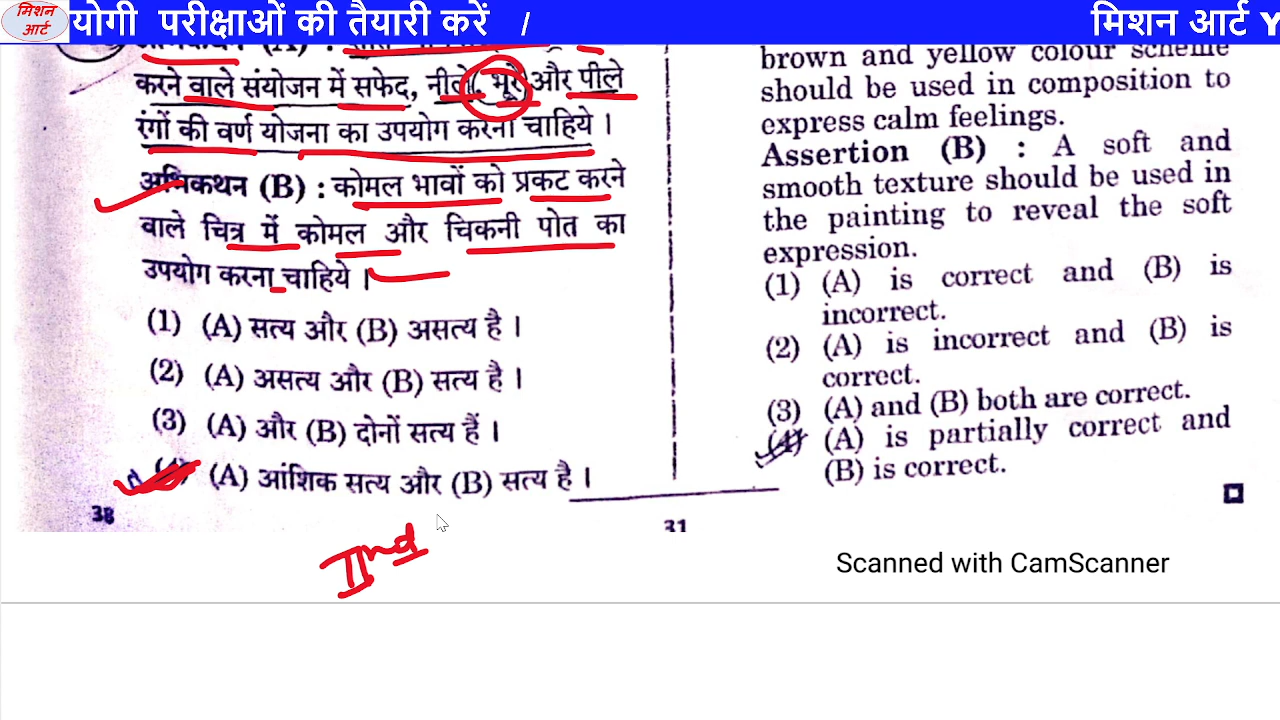 मिशन
आर्ट
योगी परीक्षाओं की तैयारी करें /
मिशन आर्ट Y
(A) :
करने वाले संयोजन में सफेद, नीले, भूरे और पीले
रंगों की वर्ण योजना का उपयोग करना चाहिये ।
अभिकथन (B) : कोमल भावों को प्रकट करने
वाले चित्र में कोमल और चिकनी पोत का
उपयोग करना चाहिये ।
(1) (A) सत्य और (B) असत्य है ।
(2) (A) असत्य और (B) सत्य है ।
(3) (A) और (B) दोनों सत्य हैं ।
(4) (A) आंशिक सत्य और (B) सत्य है ।
38
IInd
brown and yellow colour scheme
should be used in composition to
express calm feelings.
Assertion (B) : A soft and
smooth texture should be used in
the painting to reveal the soft
expression.
(1) (A) is correct and (B) is
incorrect.
(2) (A) is incorrect and (B) is
correct.
(3) (A) and (B) both are correct.
(4) (A) is partially correct and
(B) is correct.
31
Scanned with CamScanner